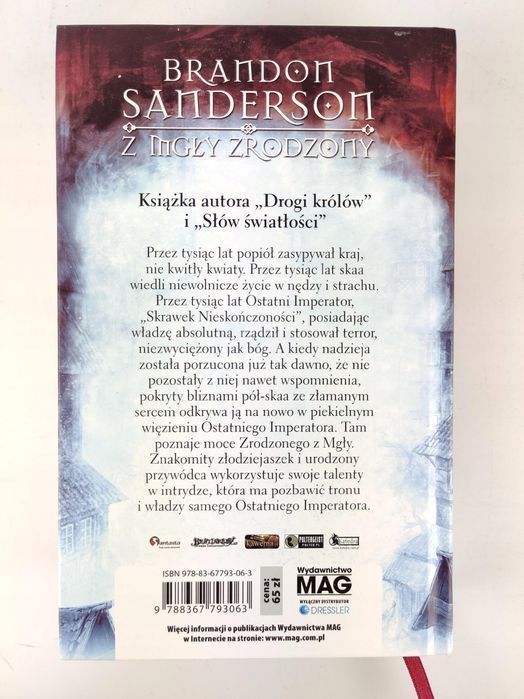 BRANDON
SANDERSON
Z MGŁY ZRODZONY
Książka autora „Drogi królów”
i „Słów światłości”
Przez tysiąc lat popiół zasypywał kraj,
nie kwitły kwiaty. Przez tysiąc lat skaa
wiedli niewolnicze życie w nędzy i strachu.
Przez tysiąc lat Ostatni Imperator,
„Skrawek Nieskończoności”, posiadając
władzę absolutną, rządził i stosował terror,
niezwyciężony jak bóg. A kiedy nadzieja
została porzucona już tak dawno, że nie
pozostały z niej nawet wspomnienia,
pokryty bliznami pół-skaa ze złamanym
sercem odkrywa ją na nowo w piekielnym
więzieniu Ostatniego Imperatora. Tam
poznaje moce Zrodzonego z Mgły.
Znakomity złodziejaszek i urodzony
przywódca wykorzystuje swoje talenty
w intrydze, która ma pozbawić tronu
i władzy samego Ostatniego Imperatora.
fantasta
Kawerna
POLTERGEIST
Katedra
ISBN 978-83-67793-06-3
9 788367 793063
cena:
65 zł
Wydawnictwo
MAG
WYŁĄCZNY DYSTRYBUTOR
DRESSLER
Więcej informacji o publikacjach Wydawnictwa MAG
w Internecie na stronie: www.mag.com.pl